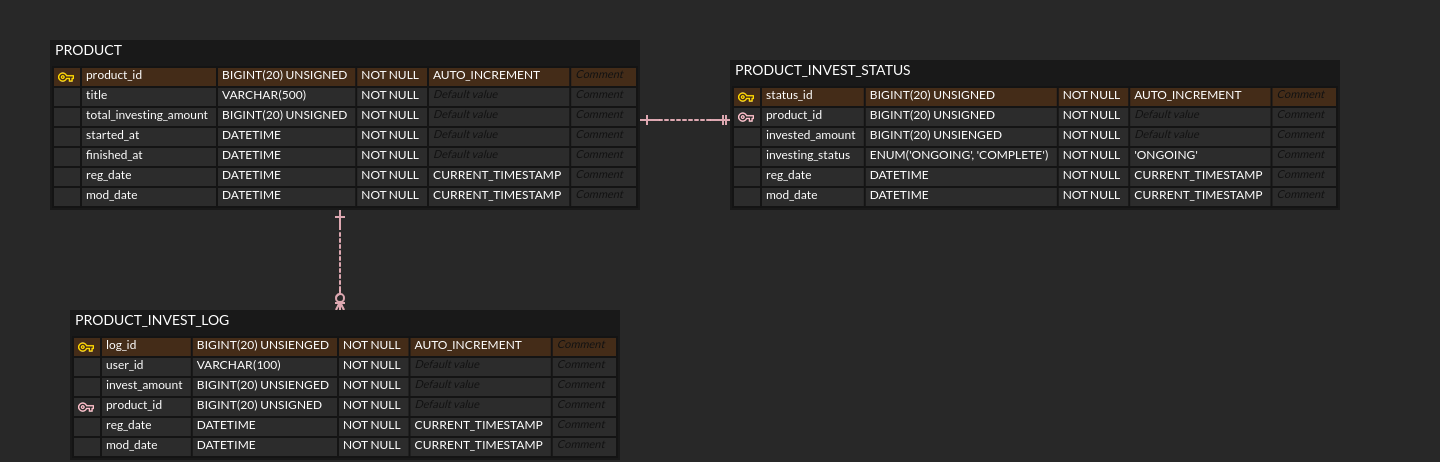 PRODUCT
product_id BIGINT(20) UNSIGNED NOT NULL AUTO_INCREMENT Comment
title VARCHAR(500) NOT NULL Default value Comment
total_investing_amount BIGINT(20) UNSIGNED NOT NULL Default value Comment
started_at DATETIME NOT NULL Default value Comment
finished_at DATETIME NOT NULL Default value Comment
reg_date DATETIME NOT NULL CURRENT_TIMESTAMP Comment
mod_date DATETIME NOT NULL CURRENT_TIMESTAMP Comment
PRODUCT_INVEST_STATUS
status_id BIGINT(20) UNSIGNED NOT NULL AUTO_INCREMENT Comment
product_id BIGINT(20) UNSIGNED NOT NULL Default value Comment
invested_amount BIGINT(20) UNSIENGED NOT NULL Default value Comment
investing_status ENUM('ONGOING', 'COMPLETE') NOT NULL 'ONGOING' Comment
reg_date DATETIME NOT NULL CURRENT_TIMESTAMP Comment
mod_date DATETIME NOT NULL CURRENT_TIMESTAMP Comment
PRODUCT_INVEST_LOG
log_id BIGINT(20) UNSIENGED NOT NULL AUTO_INCREMENT Comment
user_id VARCHAR(100) NOT NULL Default value Comment
invest_amount BIGINT(20) UNSIENGED NOT NULL Default value Comment
product_id BIGINT(20) UNSIGNED NOT NULL Default value Comment
reg_date DATETIME NOT NULL CURRENT_TIMESTAMP Comment
mod_date DATETIME NOT NULL CURRENT_TIMESTAMP Comment